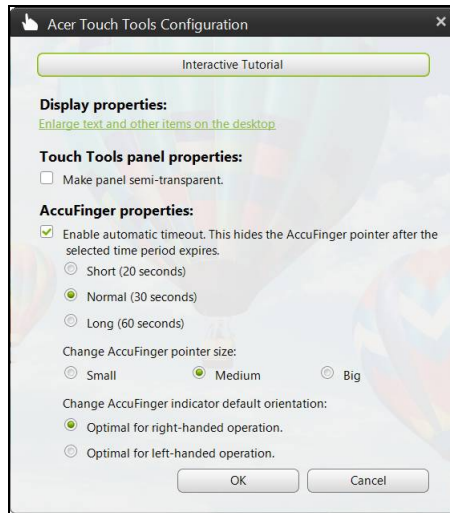 Acer Touch Tools Configuration
Interactive Tutorial
Display properties:
Enlarge text and other items on the desktop
Touch Tools panel properties:
Make panel semi-transparent.
AccuFinger properties:
Enable automatic timeout. This hides the AccuFinger pointer after the
selected time period expires.
Short (20 seconds)
Normal (30 seconds)
Long (60 seconds)
Change AccuFinger pointer size:
Small Medium Big
Change AccuFinger indicator default orientation:
Optimal for right-handed operation.
Optimal for left-handed operation.
OK Cancel